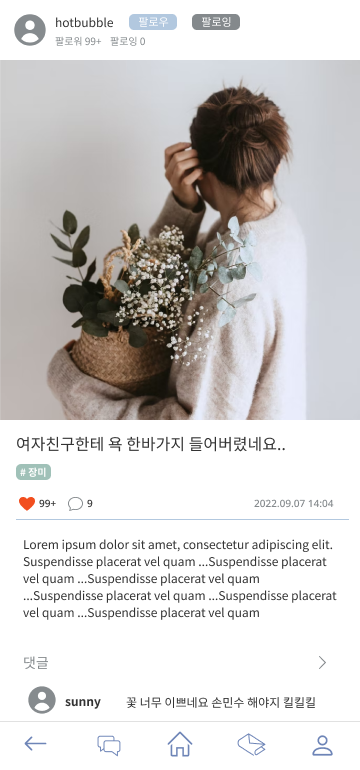 hotbubble 팔로우 팔로잉
팔로워 99+ 팔로잉 0
여자친구한테 욕 한바가지 들어버렸네요..
# 장미
99+ 9 2022.09.07 14:04
Lorem ipsum dolor sit amet, consectetur adipiscing elit.
Suspendisse placerat vel quam ...Suspendisse placerat
vel quam ...Suspendisse placerat vel quam
...Suspendisse placerat vel quam ...Suspendisse placerat
vel quam ...Suspendisse placerat vel quam
댓글
sunny 꽃 너무 이쁘네요 손민수 해야지 킬킬킬